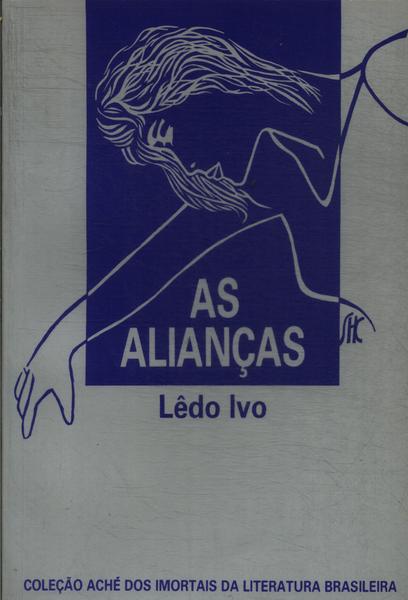 AS
ALIANÇAS
Lêdo Ivo
COLEÇÃO ACHÉ DOS IMORTAIS DA LITERATURA BRASILEIRA